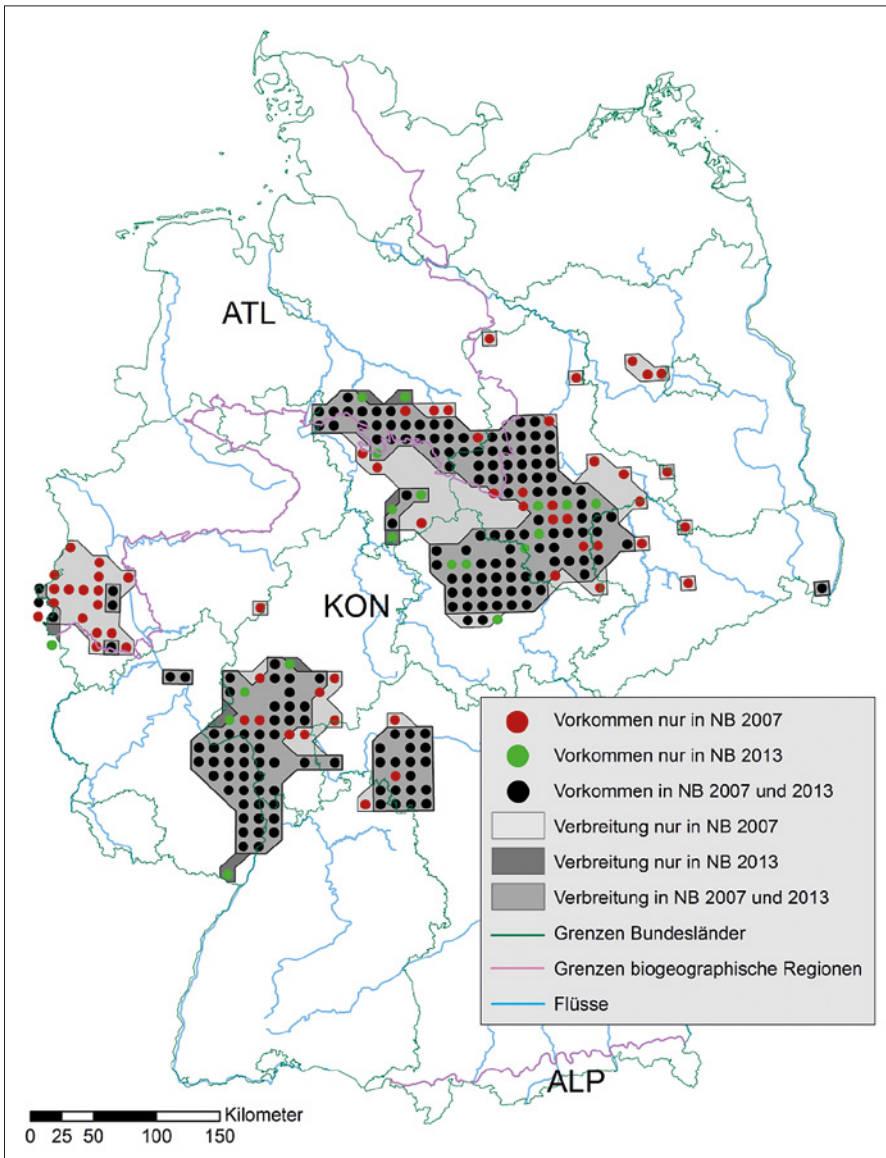 ATL
KON
Vorkommen nur in NB 2007
Vorkommen nur in NB 2013
Vorkommen in NB 2007 und 2013
Verbreitung nur in NB 2007
Verbreitung nur in NB 2013
Verbreitung in NB 2007 und 2013
Grenzen Bundesländer
Grenzen biogeographische Regionen
Flüsse
ALP
Kilometer
0 25 50 100 150